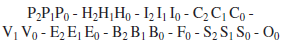 P₂P₁P₀ - H₂H₁H₀ - I₂ I₁ I₀ - C₂ C₁ C₀ -
V₁ V₀ - E₂ E₁ E₀ - B₂ B₁ B₀ - F₀ - S₂ S₁ S₀ - O₀